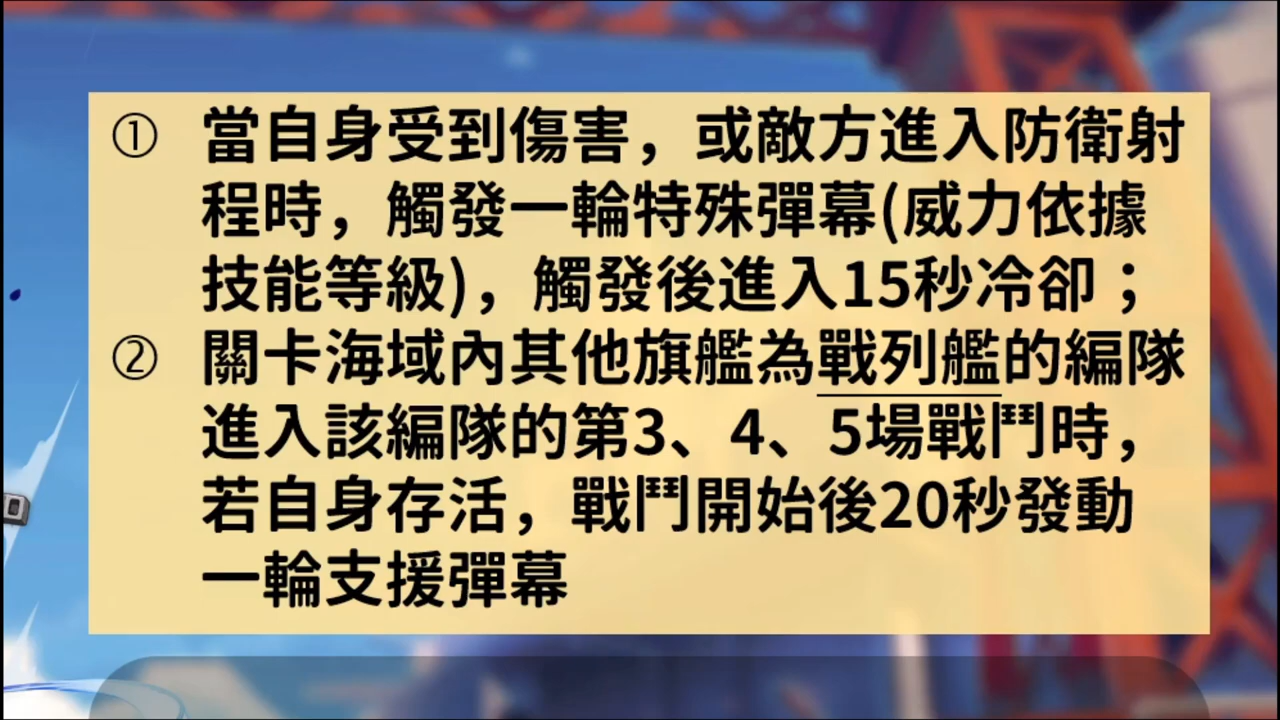 ① 當自身受到傷害，或敵方進入防衛射
程時，觸發一輪特殊彈幕(威力依據
技能等級)，觸發後進入15秒冷卻；
② 關卡海域內其他旗艦為戰列艦的編隊
進入該編隊的第3、4、5場戰鬥時，
若自身存活，戰鬥開始後20秒發動
一輪支援彈幕